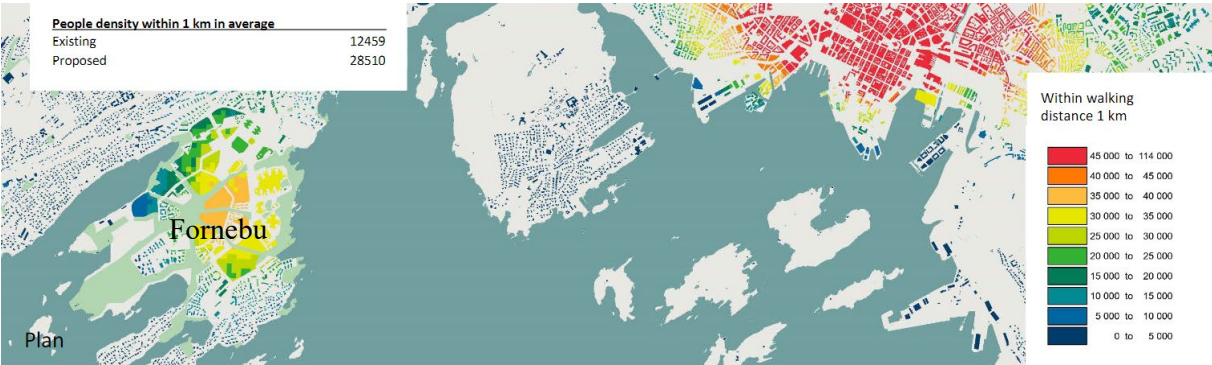 People density within 1 km in average
Existing 12459
Proposed 28510
Within walking
distance 1 km
45 000 to 114 000
40 000 to 45 000
35 000 to 40 000
30 000 to 35 000
25 000 to 30 000
20 000 to 25 000
15 000 to 20 000
10 000 to 15 000
5 000 to 10 000
0 to 5 000
Fornebu
Plan